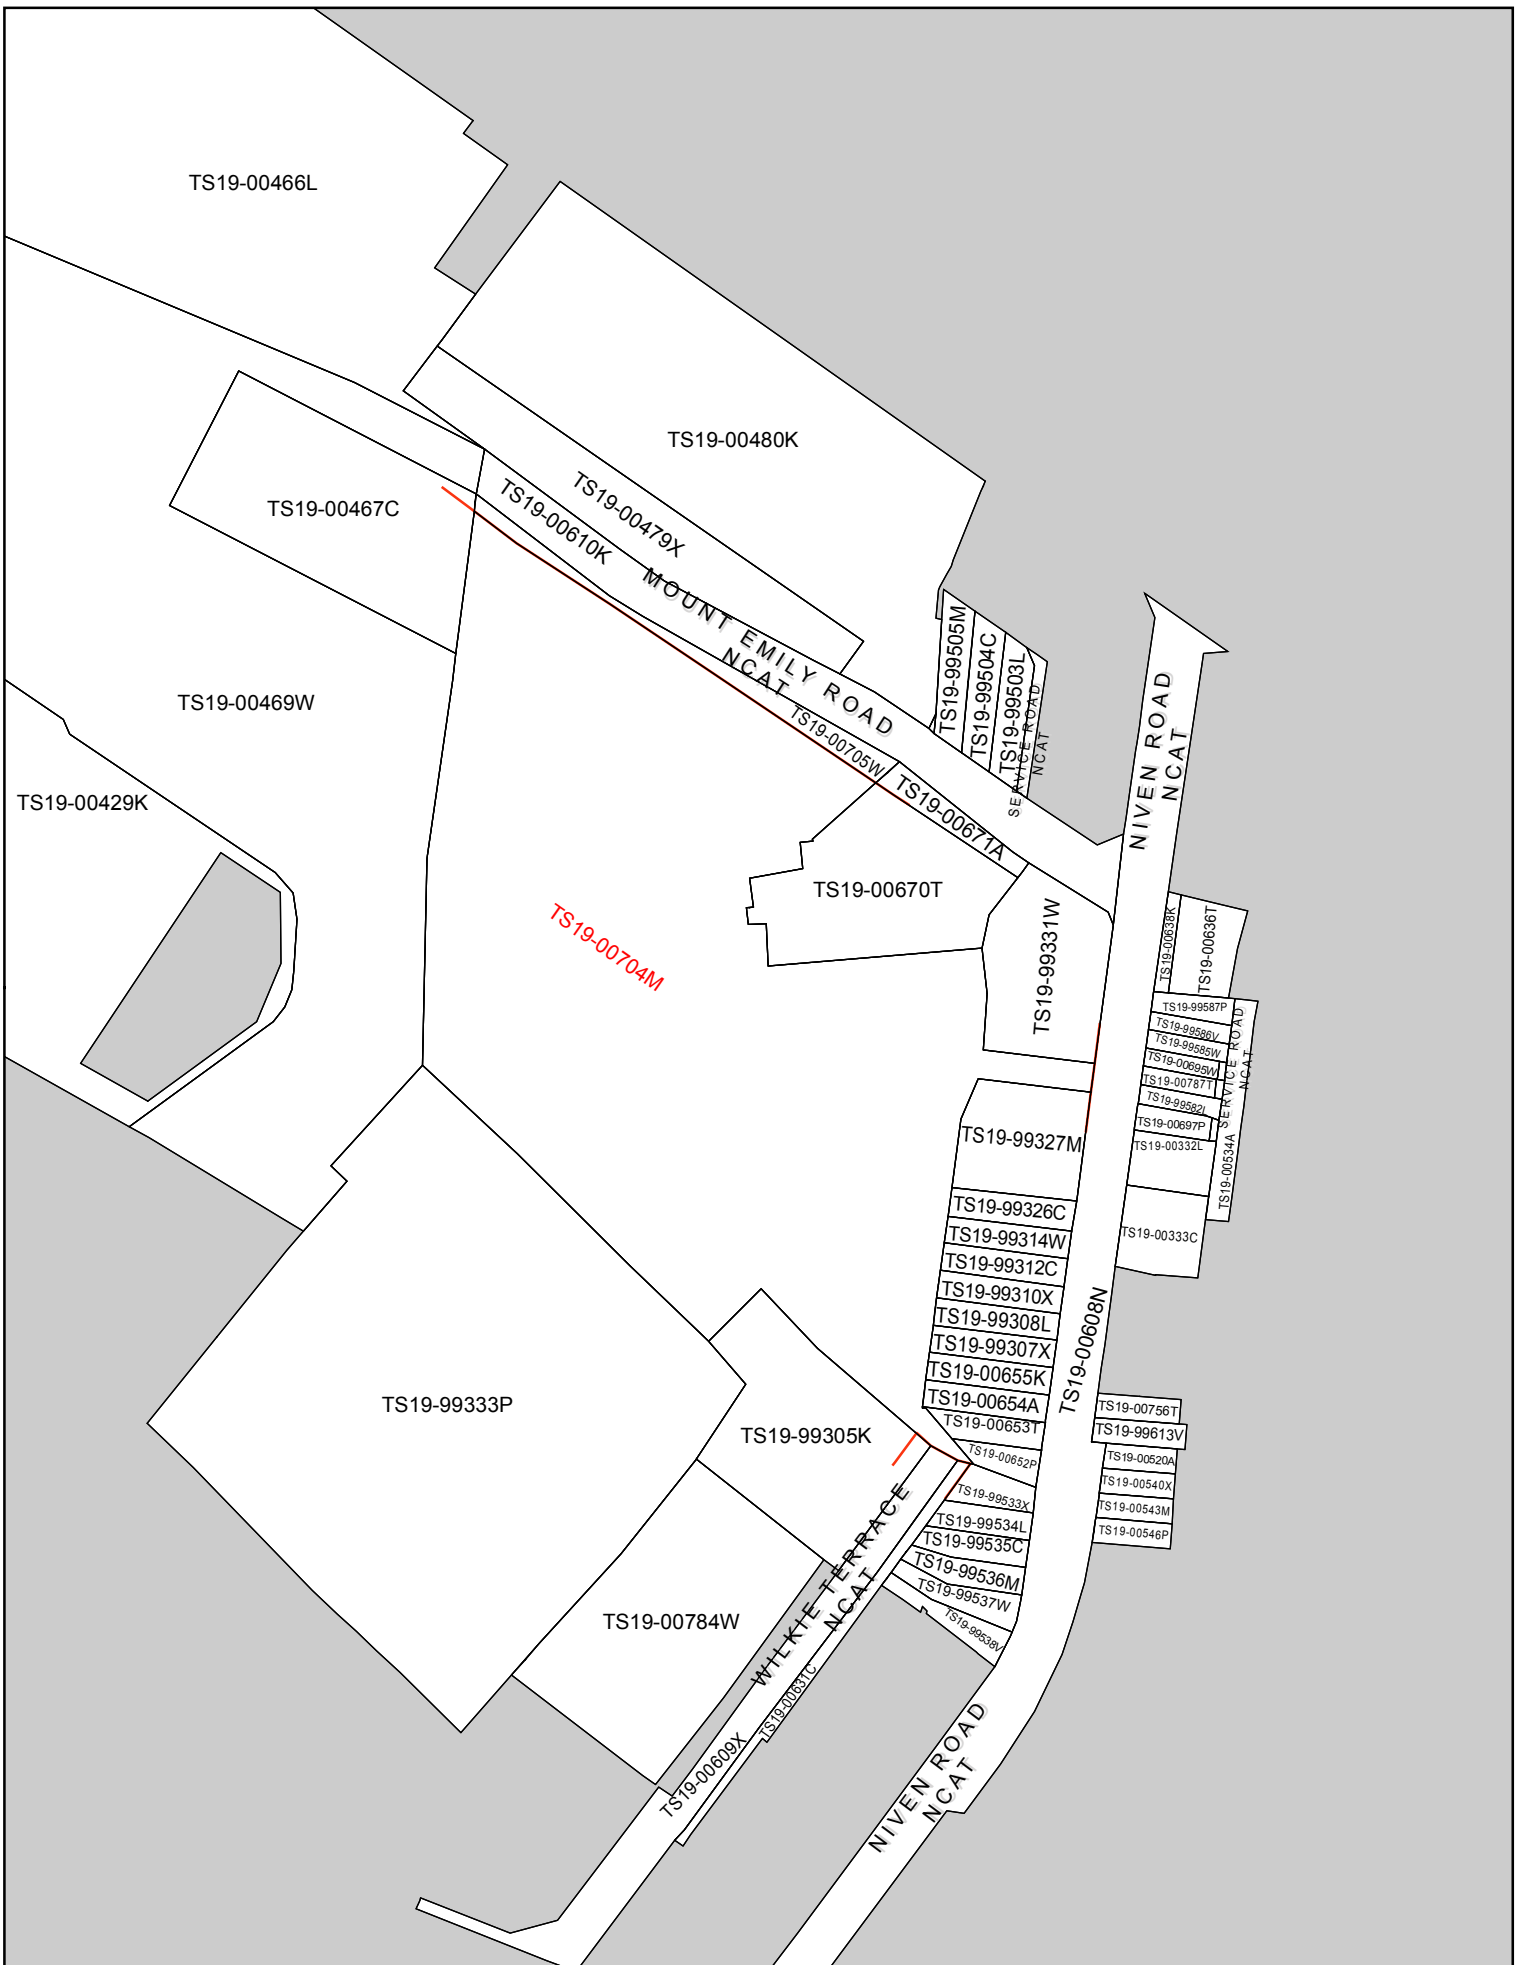 TS19-00466L
TS19-00480K
TS19-00479X
TS19-00467C
TS19-00610K
MOUNT EMILY ROAD
NCAT
TS19-99505M
TS19-99504C
TS19-99503L
SERVICE ROAD
NCAT
NIVEN ROAD
NCAT
TS19-00469W
TS19-00705W
TS19-00429K
TS19-00671A
TS19-00670T
TS19-00704M
TS19-99331W
TS19-00638K
TS19-00636T
TS19-99587P
TS19-99586V
TS19-99585W
TS19-00695W
TS19-00787T
TS19-99582L
TS19-00697P
TS19-00332L
SERVICE ROAD
NCAT
TS19-00534A
TS19-00333C
TS19-99327M
TS19-99326C
TS19-99314W
TS19-99312C
TS19-99310X
TS19-99308L
TS19-99307X
TS19-00655K
TS19-00654A
TS19-00653T
TS19-00652P
TS19-00608N
TS19-00756T
TS19-99613V
TS19-00520A
TS19-00540X
TS19-00543M
TS19-00546P
TS19-99333P
TS19-99305K
TS19-99533X
TS19-99534L
TS19-99535C
TS19-99536M
TS19-99537W
TS19-99538V
WILKIE TERRACE
NCAT
TS19-00784W
TS19-00631C
TS19-00609X
NIVEN ROAD
NCAT